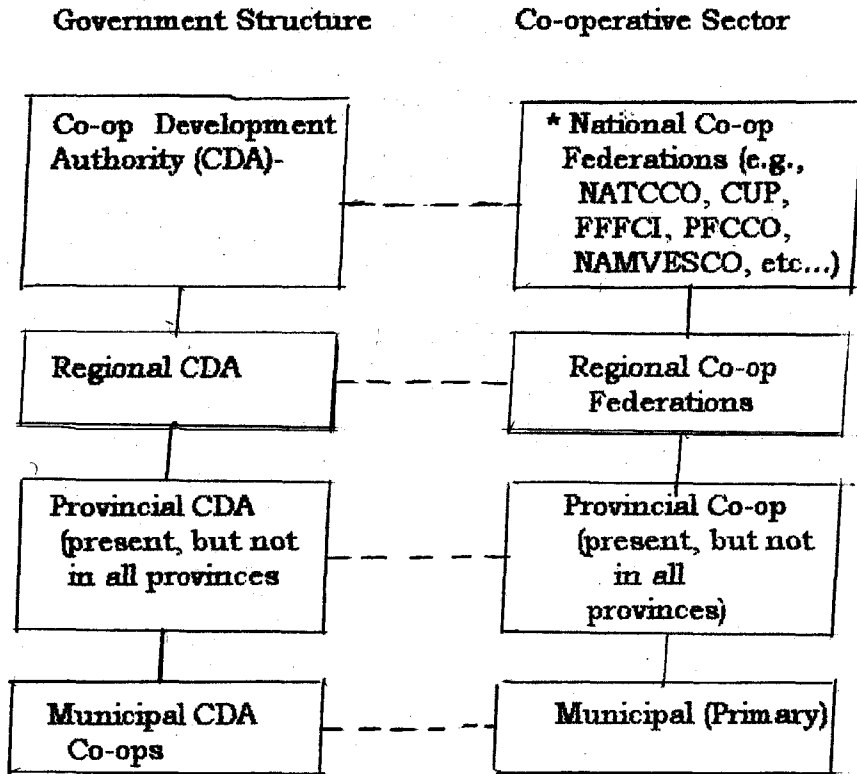 Government Structure
Co-operative Sector
Co-op Development
Authority (CDA)-
* National Co-op
Federations (e.g.,
NATCCO, CUP,
FFFCI, PFCCO,
NAMVESCO, etc...)
Regional CDA
Regional Co-op
Federations
Provincial CDA
(present, but not
in all provinces
Provincial Co-op
(present, but not
in all
provinces)
Municipal CDA
Co-ops
Municipal (Primary)